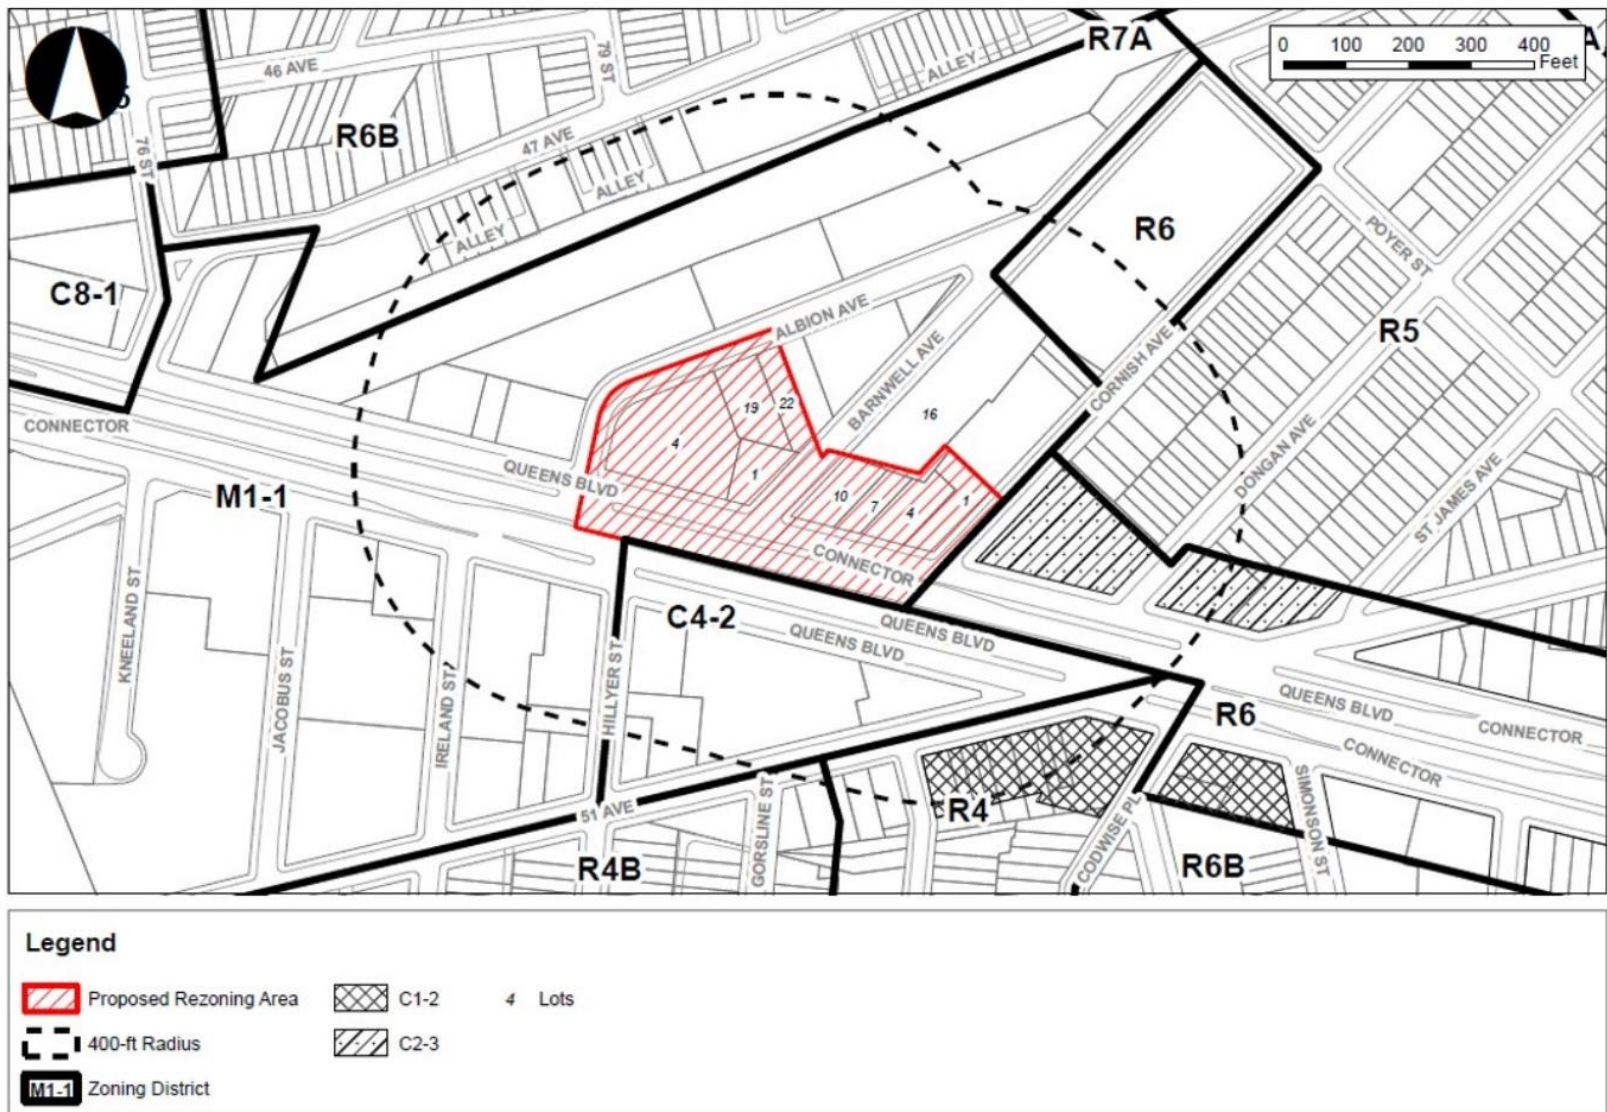 R7A
0 100 200 300 400
Feet
A
46 AVE
79 ST
ALLEY
5
R6B
47 AVE
76 ST
ALLEY
ALLEY
R6
POYER ST
C8-1
R5
ALBION AVE
BARNWELL AVE
CORNISH AVE
19
22
16
4
CONNECTOR
DONGAN AVE
QUEENS BLVD
1
M1-1
10
7
4
1
ST JAMES AVE
CONNECTOR
KNEELAND ST
C4-2
QUEENS BLVD
QUEENS BLVD
JACOBUS ST
IRELAND ST
HILLYER ST
QUEENS BLVD
R6
CONNECTOR
CONNECTOR
51 AVE
GORSLINE ST
R4
CODWISE PL
SIMONSON ST
R4B
R6B
Legend
Proposed Rezoning Area
C1-2
4 Lots
400-ft Radius
C2-3
M1-1 Zoning District